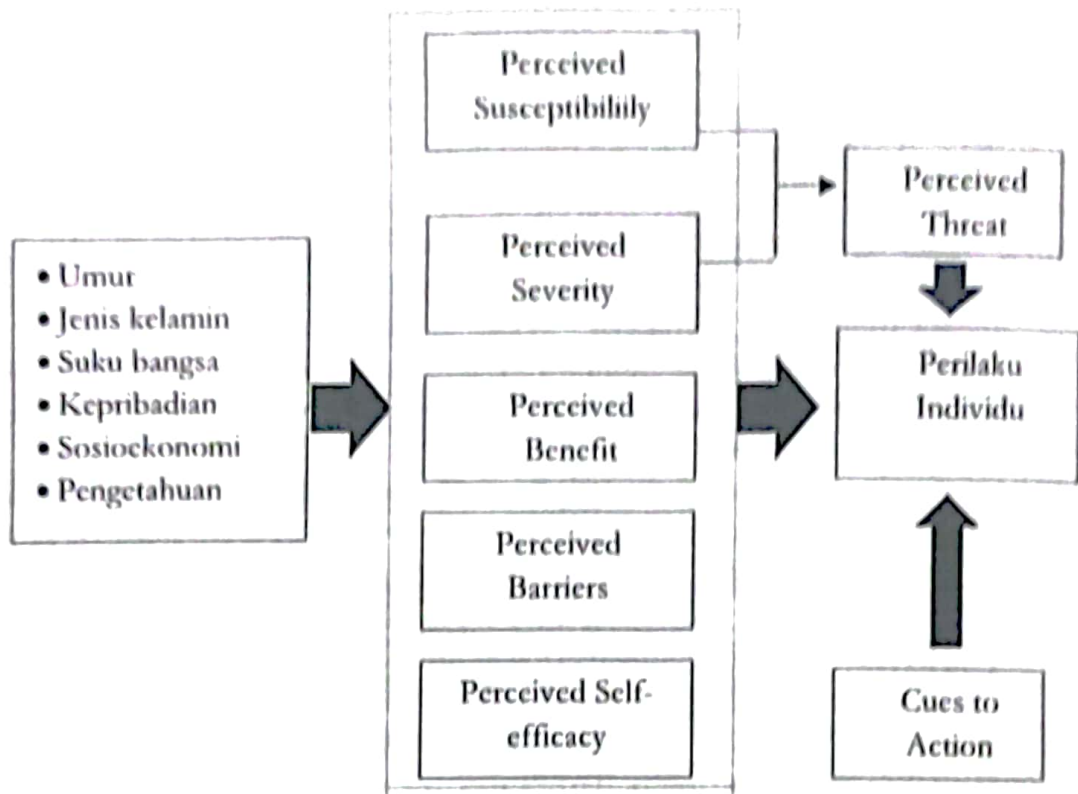 Perceived
Susceptibiliily
Perceived
Severity
Perceived
Benefit
Perceived
Barriers
Perceived Self-
efficacy
Perceived
Threat
• Umur
• Jenis kelamin
• Suku bangsa
• Kepribadian
• Sosioekonomi
• Pengetahuan
Perilaku
Individu
Cues to
Action